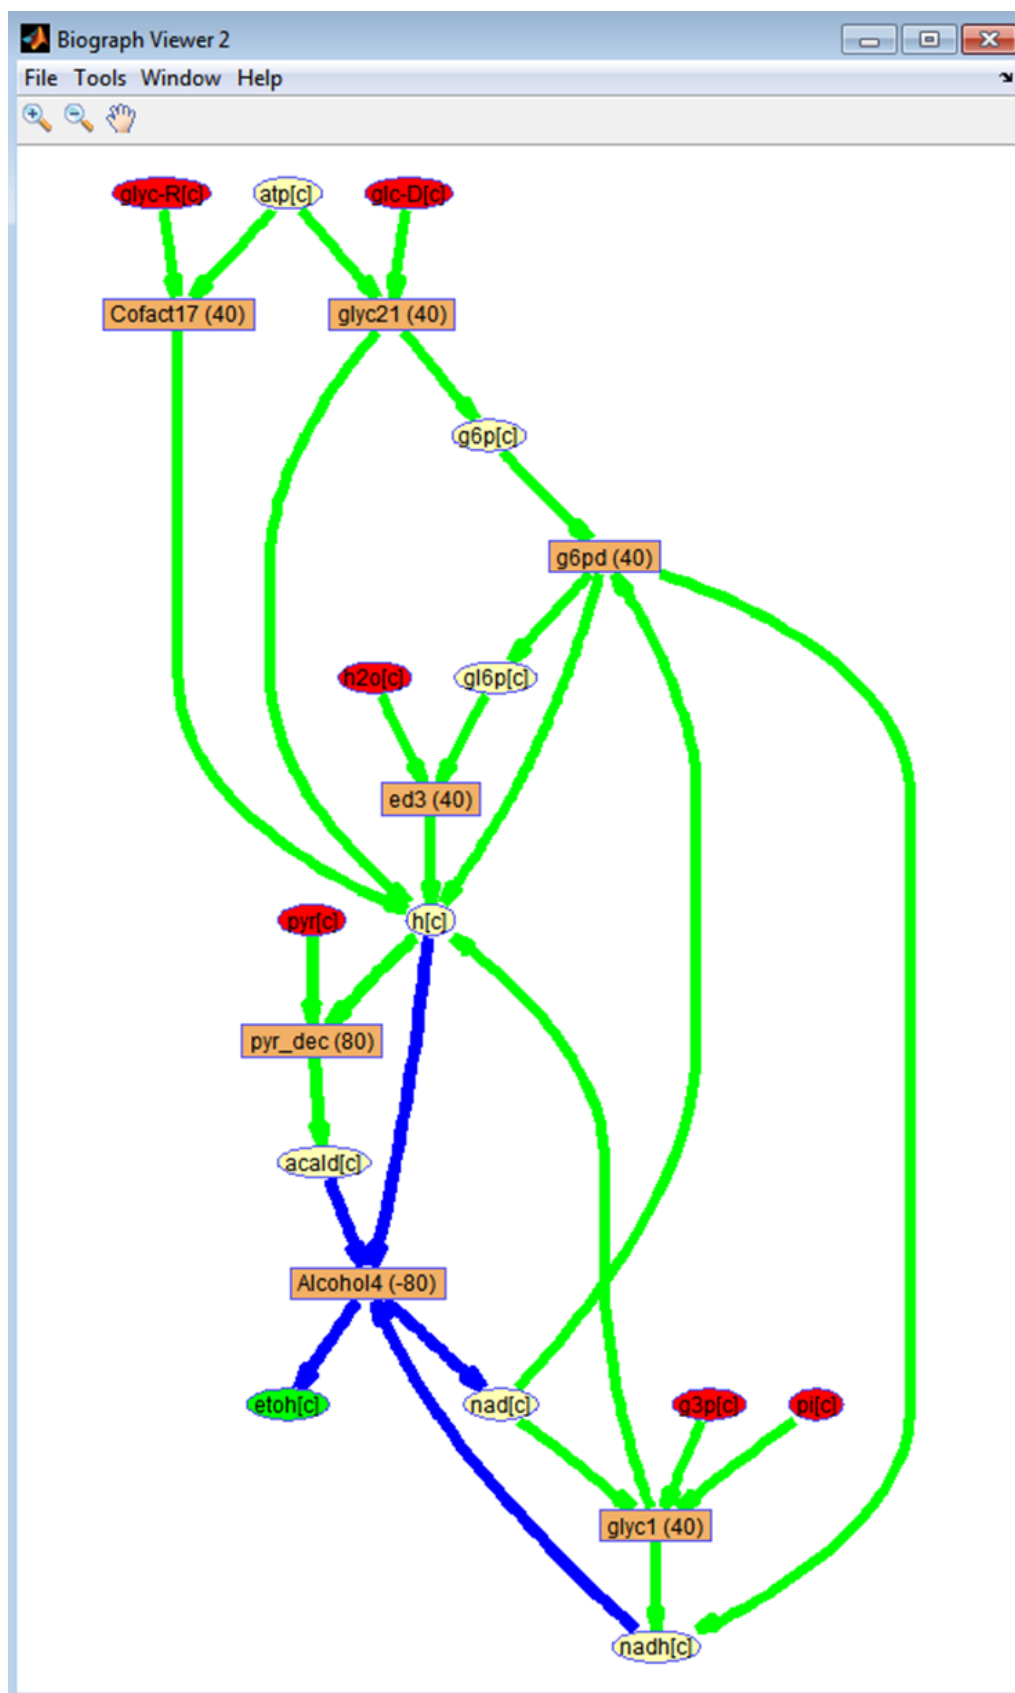 Biograph Viewer 2
File Tools Window Help
glyc-R[c] atp[c] glc-D[c]
Cofact17 (40) glyc21 (40)
g6p[c]
g6pd (40)
h2o[c] gl6p[c]
ed3 (40)
pyr[c] h[c]
pyr_dec (80)
acald[c]
Alcohol4 (-80)
etoh[c] nad[c] g3p[c] pi[c]
glyc1 (40)
nadh[c]